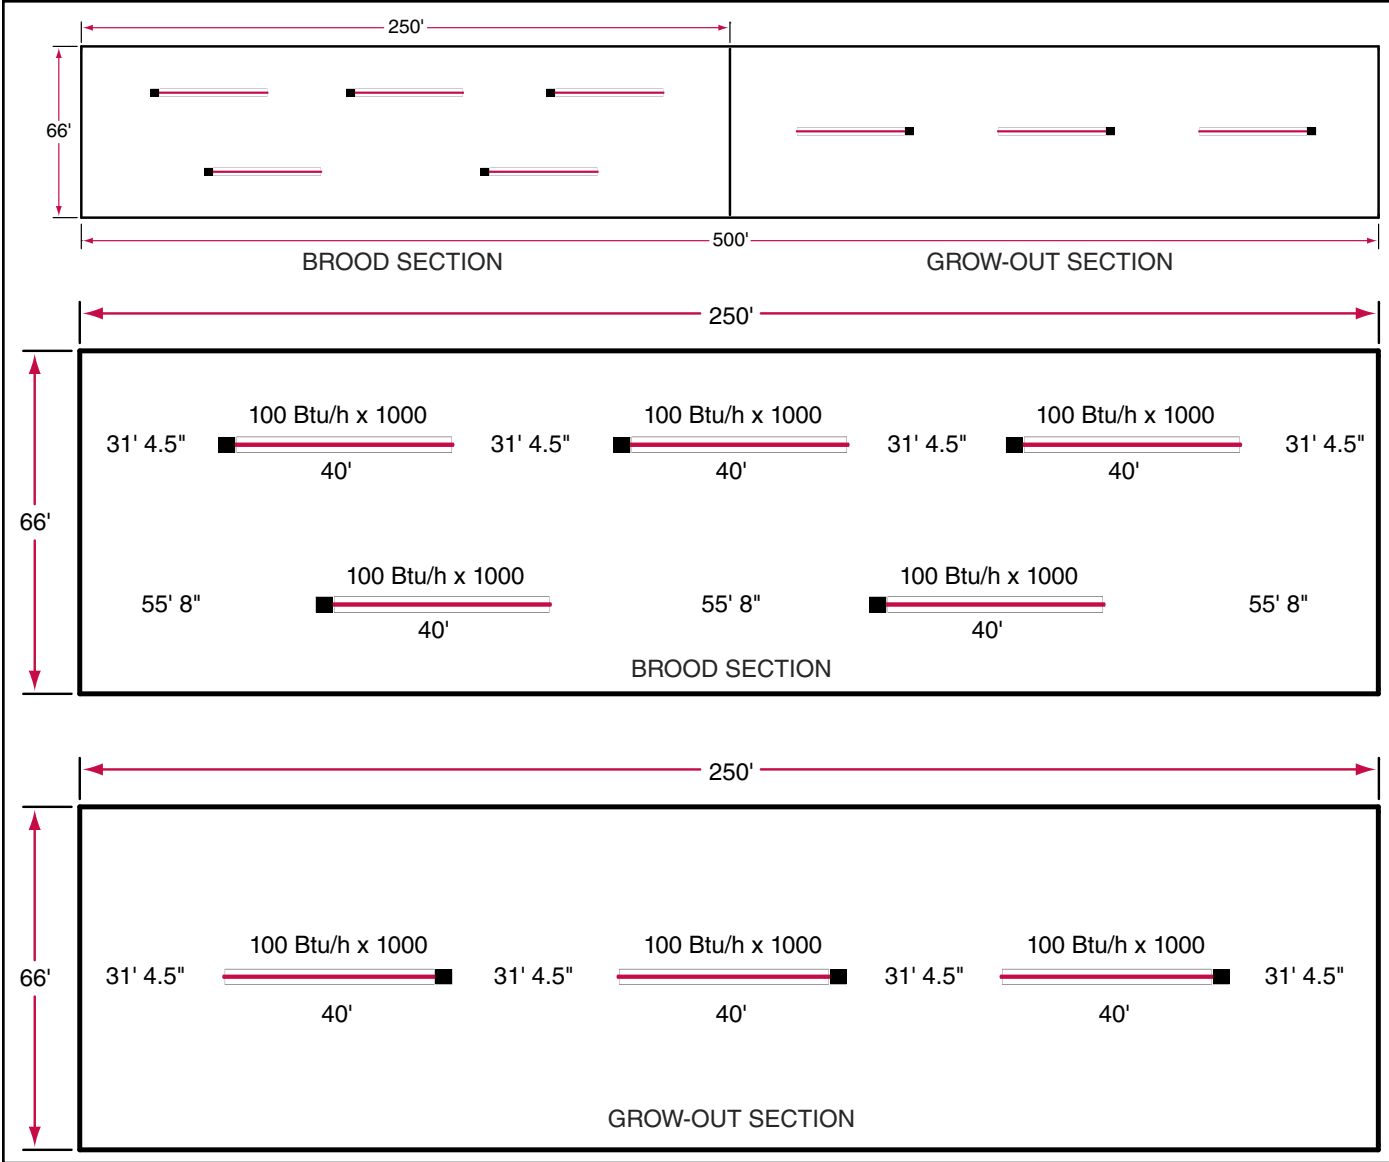 250'
66'
500'
BROOD SECTION GROW-OUT SECTION
250'
100 Btu/h x 1000 100 Btu/h x 1000 100 Btu/h x 1000
31' 4.5" 31' 4.5" 31' 4.5" 31' 4.5"
40' 40' 40'
66'
100 Btu/h x 1000 100 Btu/h x 1000
55' 8" 55' 8" 55' 8"
40' 40'
BROOD SECTION
250'
100 Btu/h x 1000 100 Btu/h x 1000 100 Btu/h x 1000
66' 31' 4.5" 31' 4.5" 31' 4.5" 31' 4.5"
40' 40' 40'
GROW-OUT SECTION